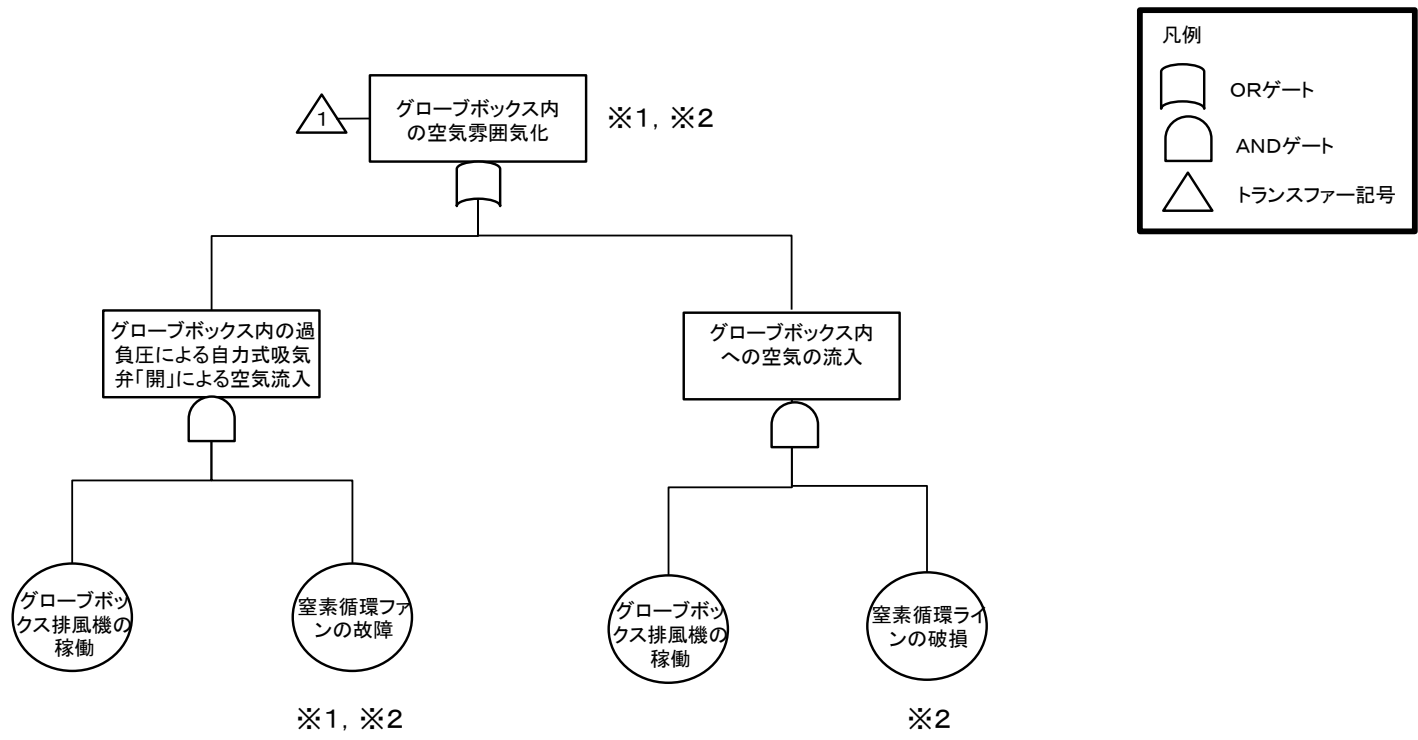 凡例
ORゲート
ANDゲート
トランスファー記号
1
グローブボックス内
の空気雰囲気化
※1，※2
グローブボックス内の過
負圧による自力式吸気
弁「開」による空気流入
グローブボックス内
への空気の流入
グローブボッ
クス排風機の
稼働
窒素循環ファ
ンの故障
グローブボッ
クス排風機の
稼働
窒素循環ライ
ンの破損
※1，※2
※2